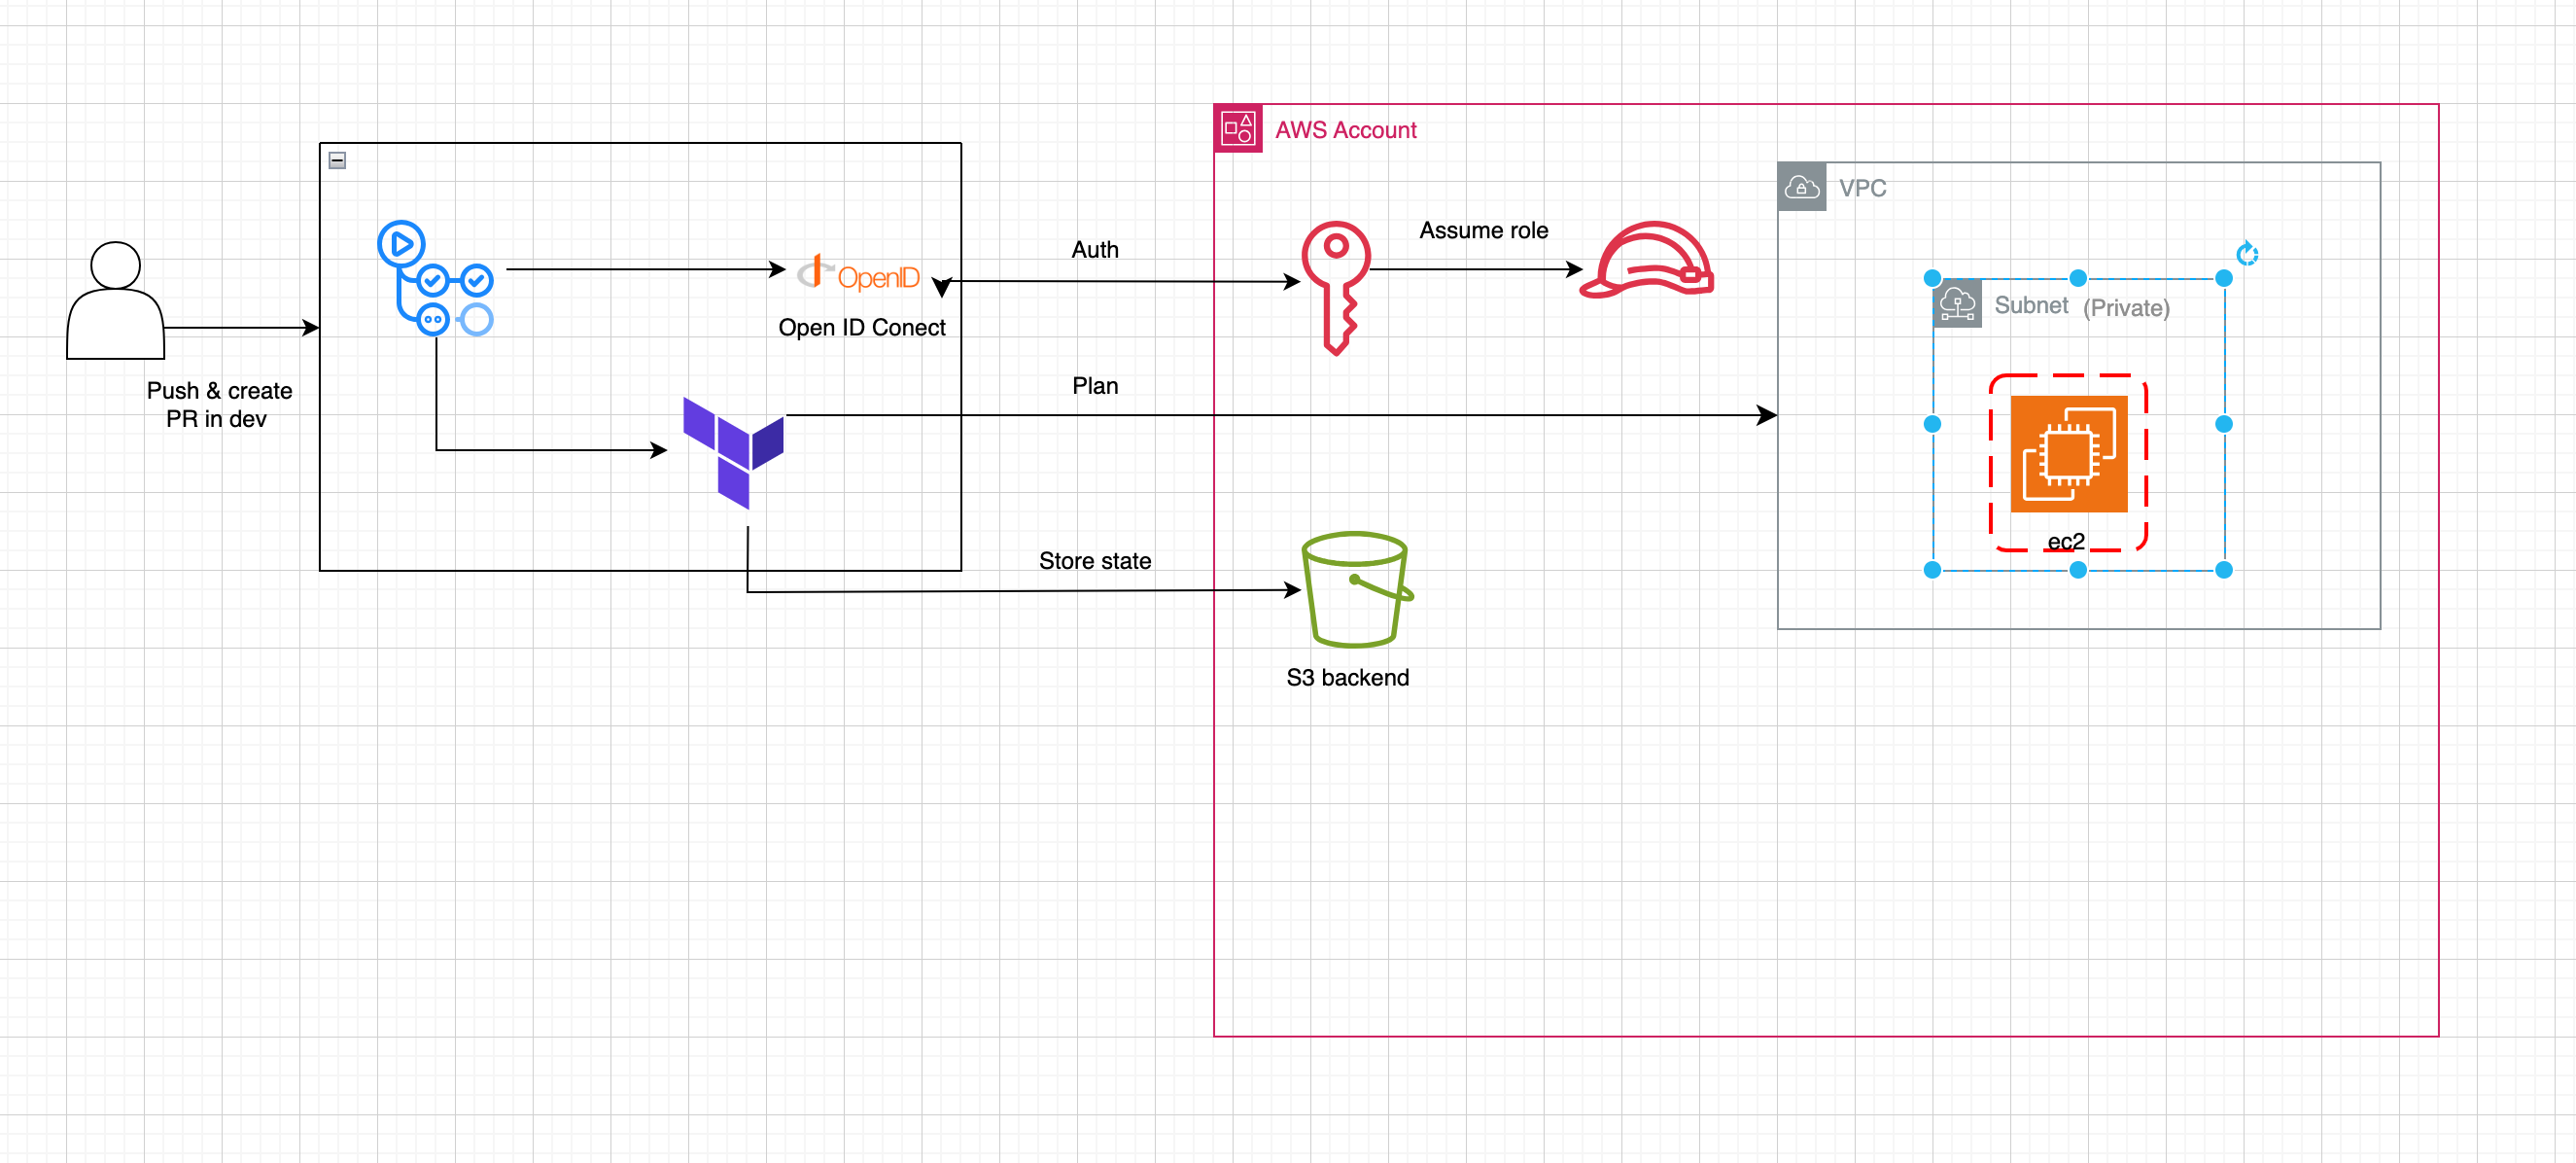 AWS Account
VPC
Assume role
Auth
OpenID
Open ID Conect
Subnet (Private)
Push & create
PR in dev
Plan
ec2
Store state
S3 backend